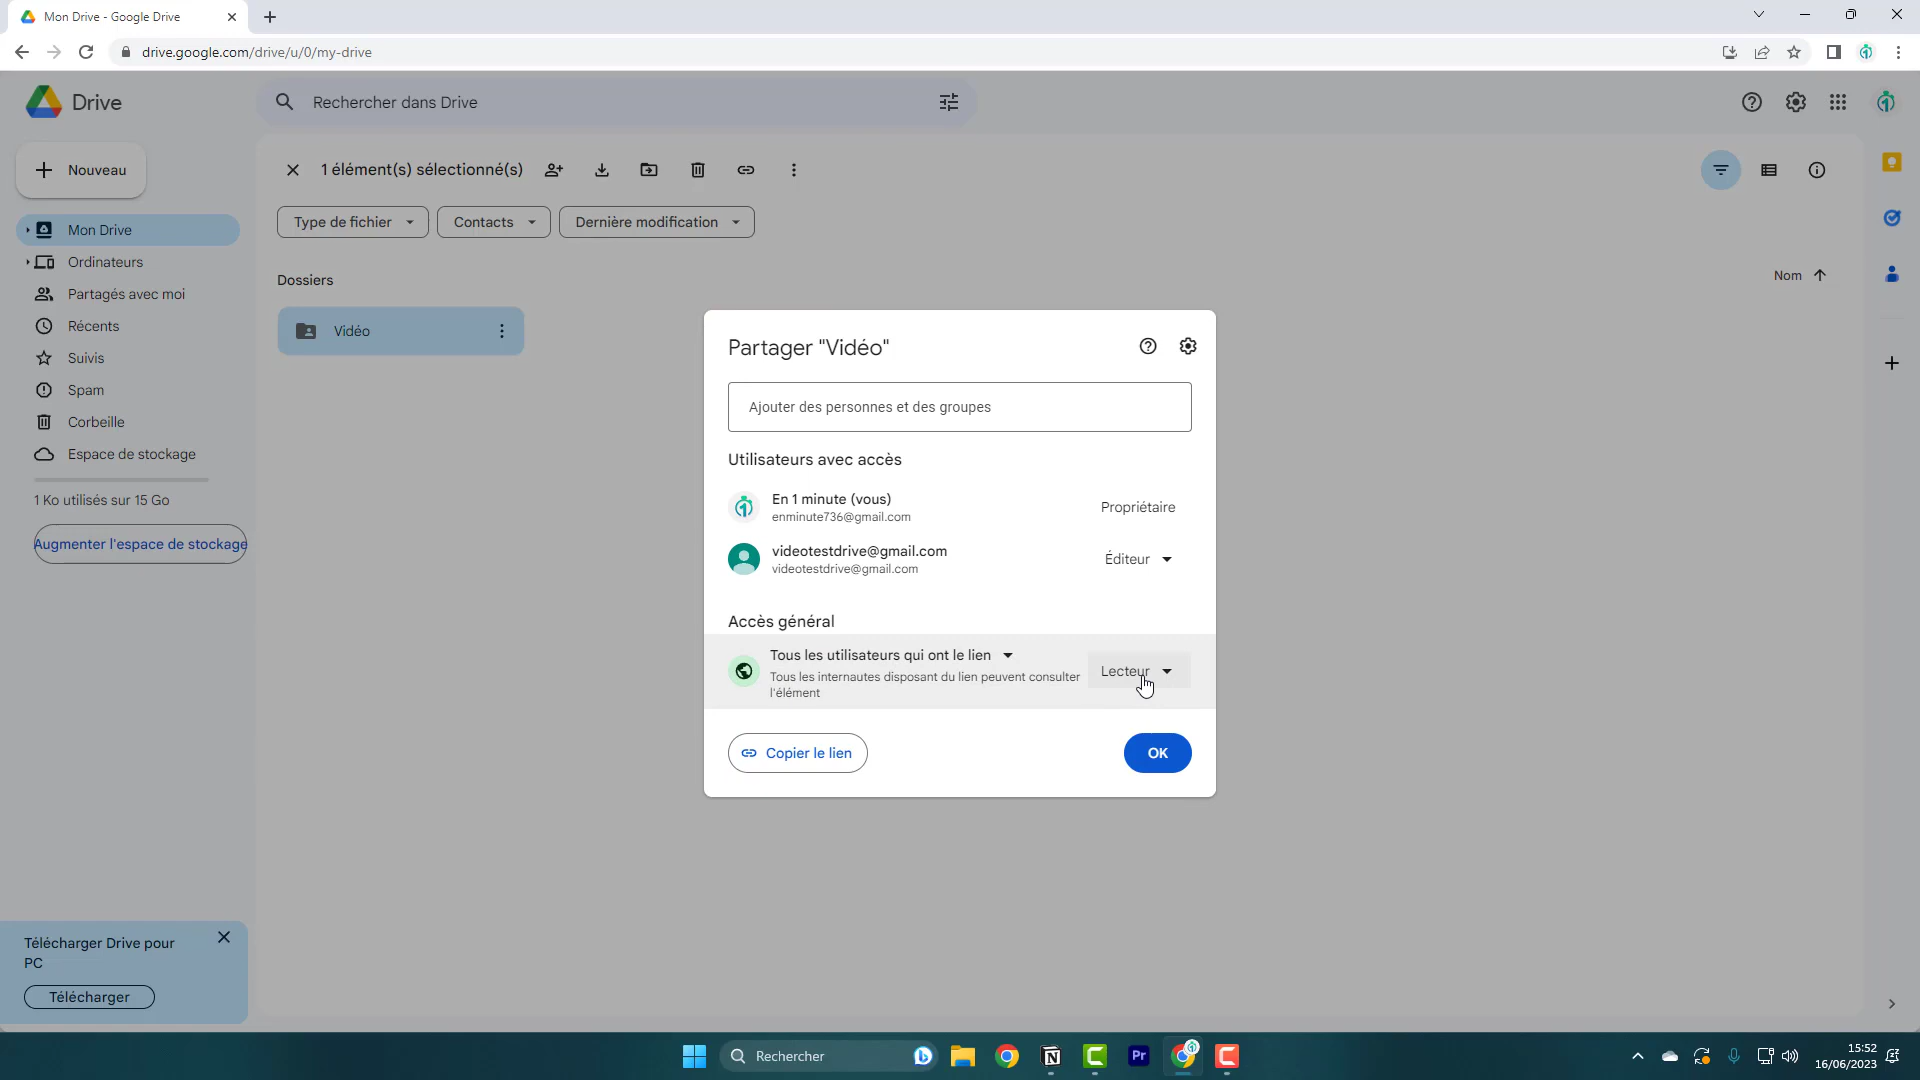 Mon Drive - Google Drive
drive.google.com/drive/u/0/my-drive
Drive
Rechercher dans Drive
Nouveau
1 élément(s) sélectionné(s)
Type de fichier
Contacts
Dernière modification
Mon Drive
Ordinateurs
Partagés avec moi
Récents
Suivis
Spam
Corbeille
Espace de stockage
1 Ko utilisés sur 15 Go
Augmenter l'espace de stockage
Dossiers
Nom
Vidéo
Partager "Vidéo"
Ajouter des personnes et des groupes
Utilisateurs avec accès
En 1 minute (vous)
enminute736@gmail.com
Propriétaire
videotestdrive@gmail.com
videotestdrive@gmail.com
Éditeur
Accès général
Tous les utilisateurs qui ont le lien
Tous les internautes disposant du lien peuvent consulter
l'élément
Lecteur
Copier le lien
OK
Télécharger Drive pour
PC
Télécharger
Rechercher
Pr
15:52
16/06/2023